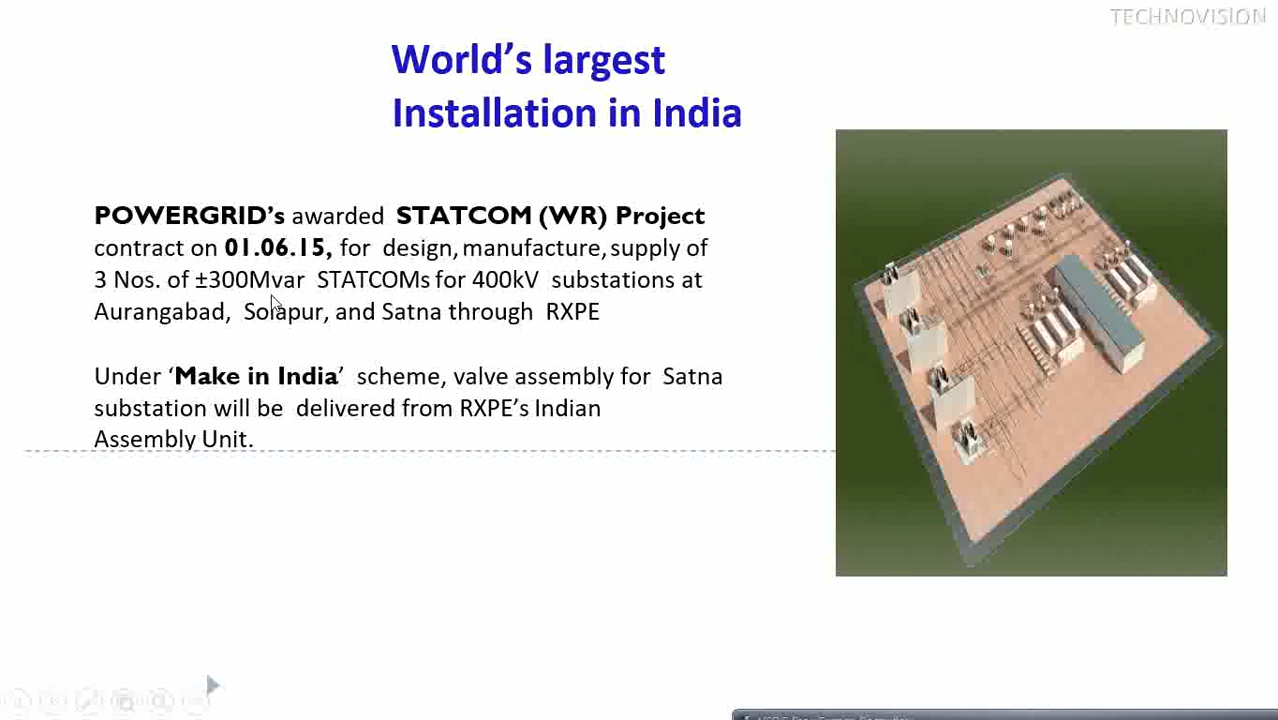 TECHNOVISION
World's largest
Installation in India
POWERGRID's awarded STATCOM (WR) Project
contract on 01.06.15, for design, manufacture, supply of
3 Nos. of ±300Mvar STATCOMs for 400kV substations at
Aurangabad, Solapur, and Satna through RXPE
Under ‘Make in India’ scheme, valve assembly for Satna
substation will be delivered from RXPE's Indian
Assembly Unit.